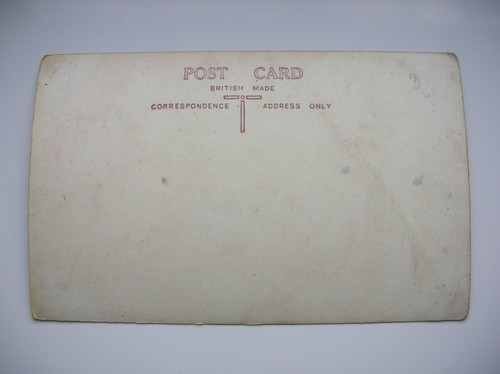 POST CARD
BRITISH MADE
CORRESPONDENCE ADDRESS ONLY